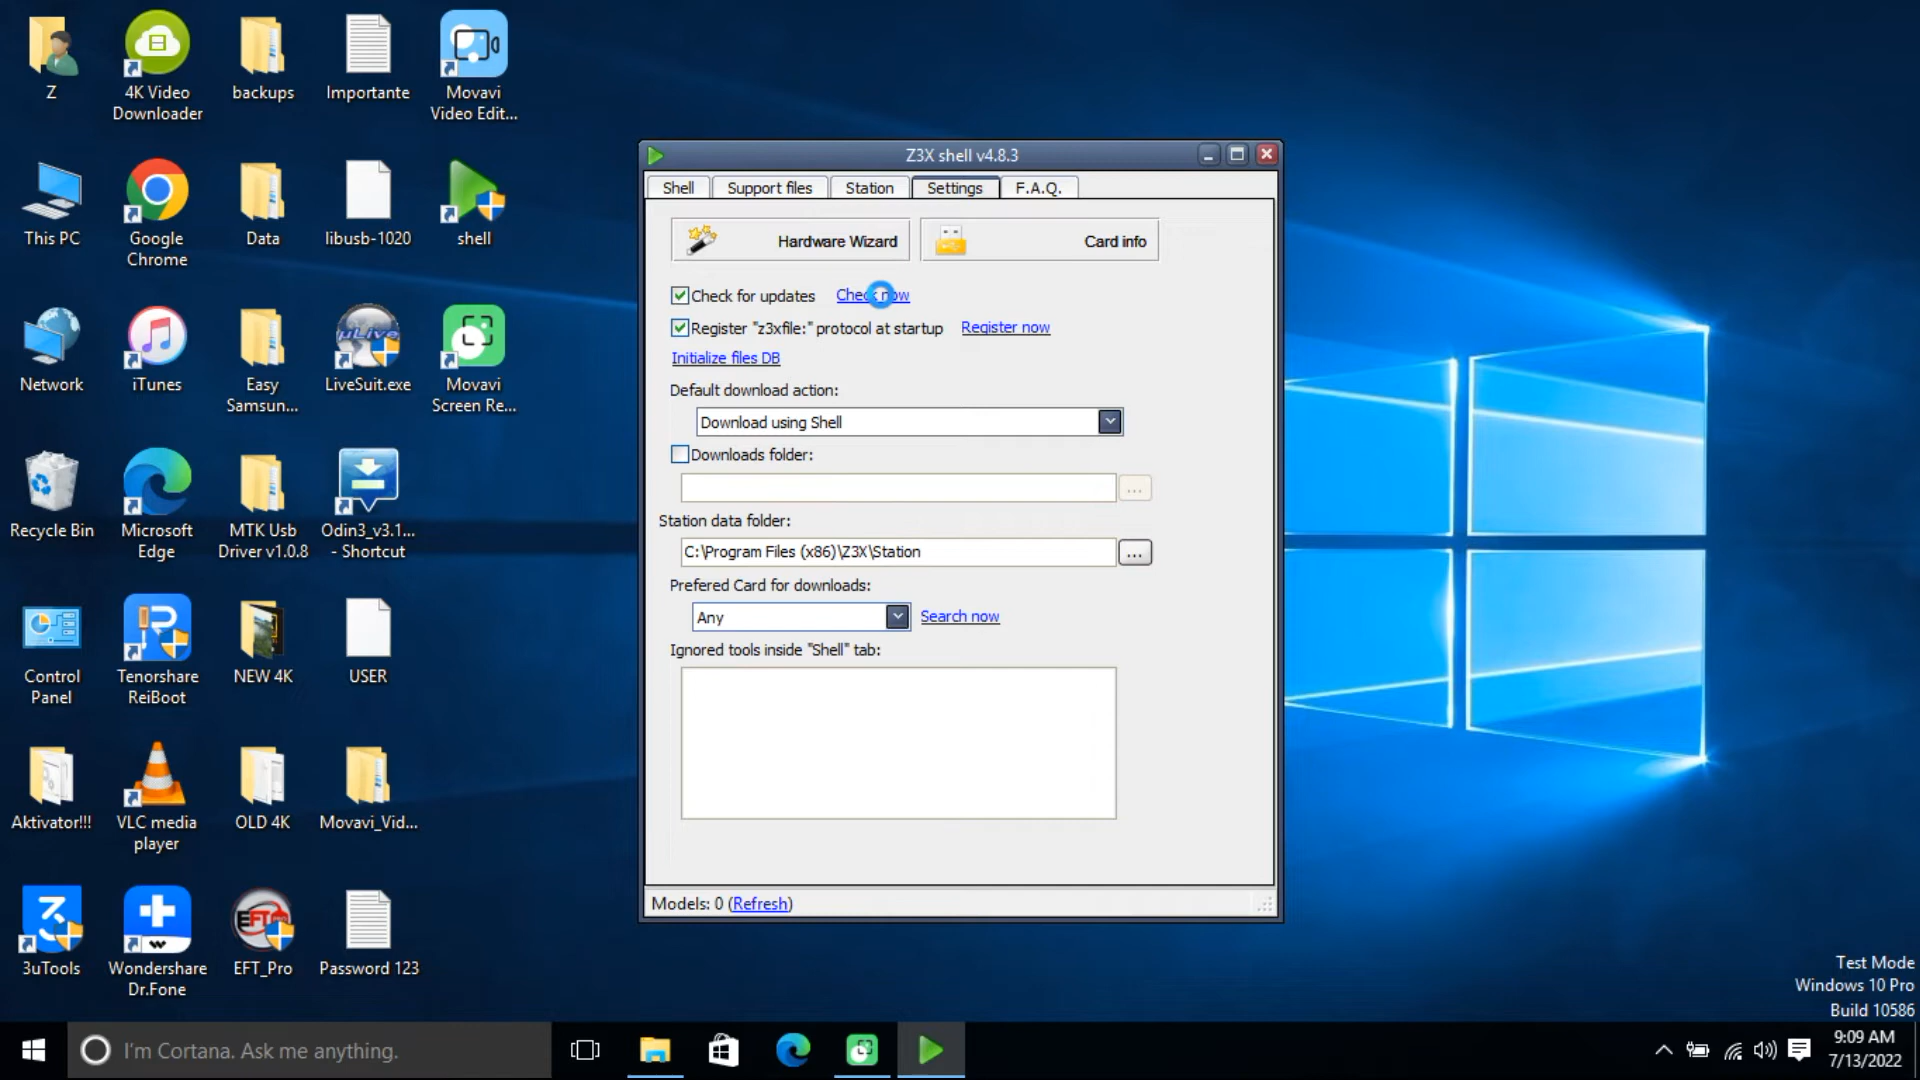 Z
4K Video
Downloader
backups
Importante
Movavi
Video Edit...
This PC
Google
Chrome
Data
libusb-1020
shell
Network
iTunes
Easy
Samsun...
µLive
LiveSuit.exe
Movavi
Screen Re...
Recycle Bin
Microsoft
Edge
MTK Usb
Driver v1.0.8
Odin3_v3.1...
- Shortcut
Control
Panel
Tenorshare
ReiBoot
NEW 4K
USER
Aktivator!!!
VLC media
player
OLD 4K
Movavi_Vid...
3uTools
Wondershare
Dr.Fone
EFT
EFT_Pro
Password 123
Z3X shell v4.8.3
Shell
Support files
Station
Settings
F.A.Q.
Hardware Wizard
Card info
Check for updates
Check now
Register "z3xfile:" protocol at startup
Register now
Initialize files DB
Default download action:
Download using Shell
Downloads folder:
...
Station data folder:
C:\Program Files (x86)\Z3X\Station
...
Prefered Card for downloads:
Any
Search now
Ignored tools inside "Shell" tab:
Models: 0 (Refresh)
Test Mode
Windows 10 Pro
Build 10586
I'm Cortana. Ask me anything.
9:09 AM
7/13/2022